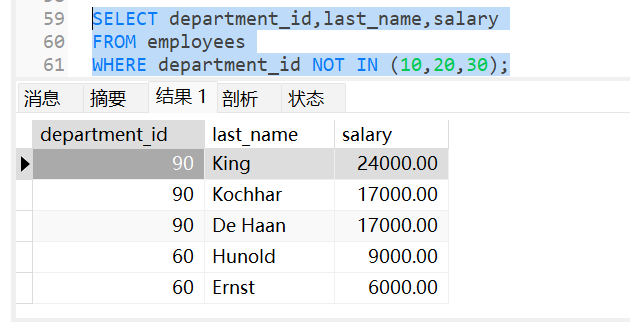 59 SELECT department_id,last_name,salary
60 FROM employees
61 WHERE department_id NOT IN (10,20,30);
消息 摘要 结果 1 剖析 状态
department_id last_name salary
90 King 24000.00
90 Kochhar 17000.00
90 De Haan 17000.00
60 Hunold 9000.00
60 Ernst 6000.00